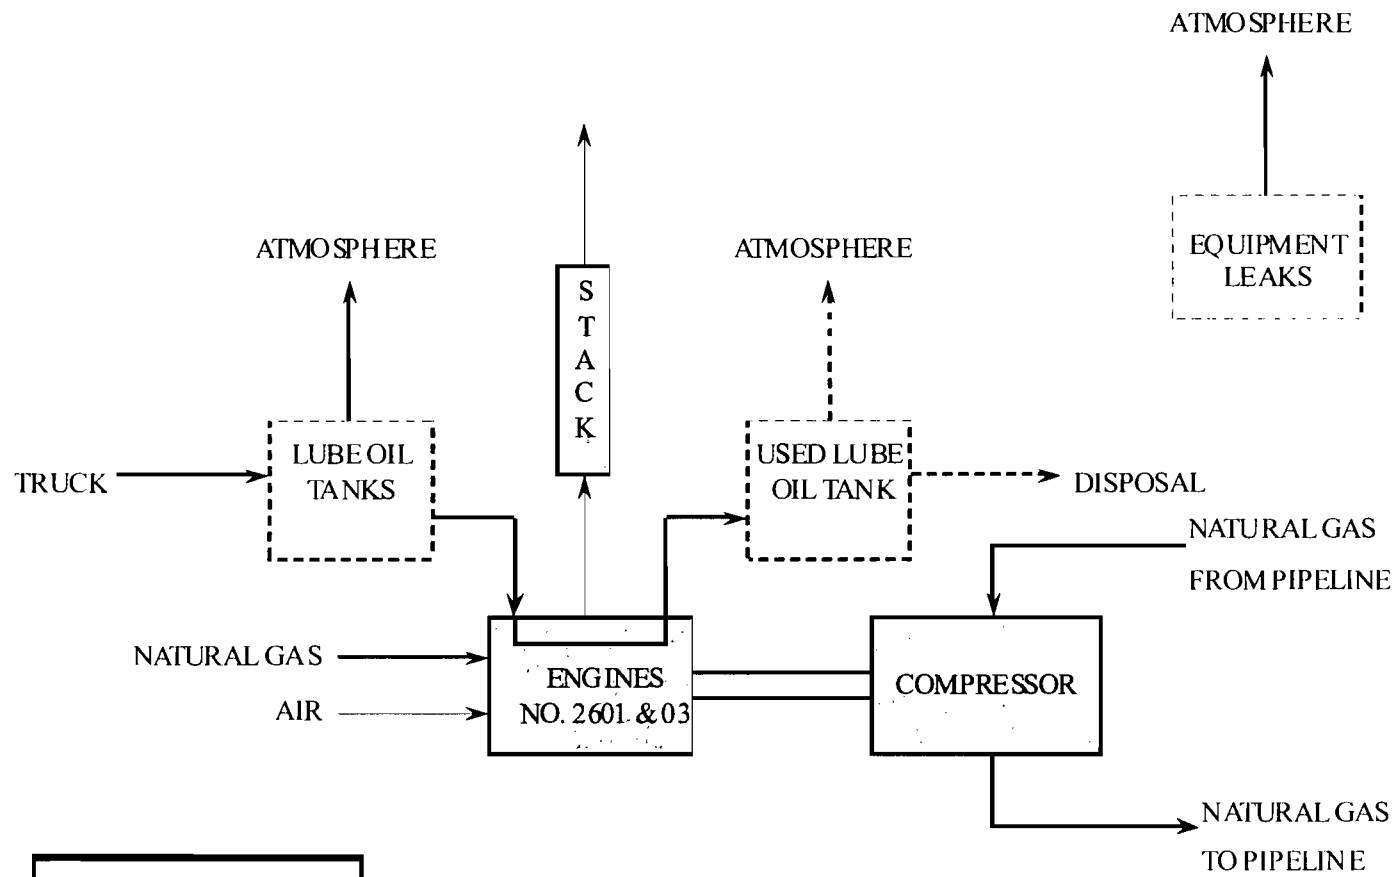 ATMOSPHERE
ATMOSPHERE
ATMOSPHERE
EQUIPMENT
LEAKS
S
T
A
C
K
LUBE OIL
TANKS
USED LUBE
OIL TANK
TRUCK
DISPOSAL
NATURAL GAS
FROM PIPELINE
NATURAL GAS
AIR
ENGINES
NO. 2601 & 03
COMPRESSOR
NATURAL GAS
TO PIPELINE